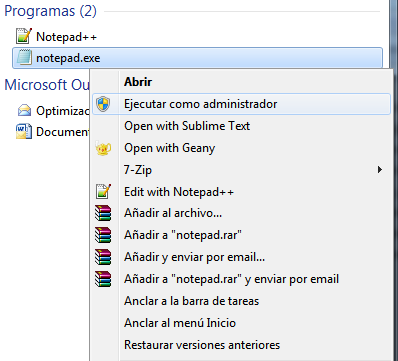 Programas (2)
Notepad++
notepad.exe
Microsoft Ou
Optimizac
Document
Abrir
Ejecutar como administrador
Open with Sublime Text
Open with Geany
7-Zip
Edit with Notepad++
Añadir al archivo...
Añadir a "notepad.rar"
Añadir y enviar por email...
Añadir a "notepad.rar" y enviar por email
Anclar a la barra de tareas
Anclar al menú Inicio
Restaurar versiones anteriores